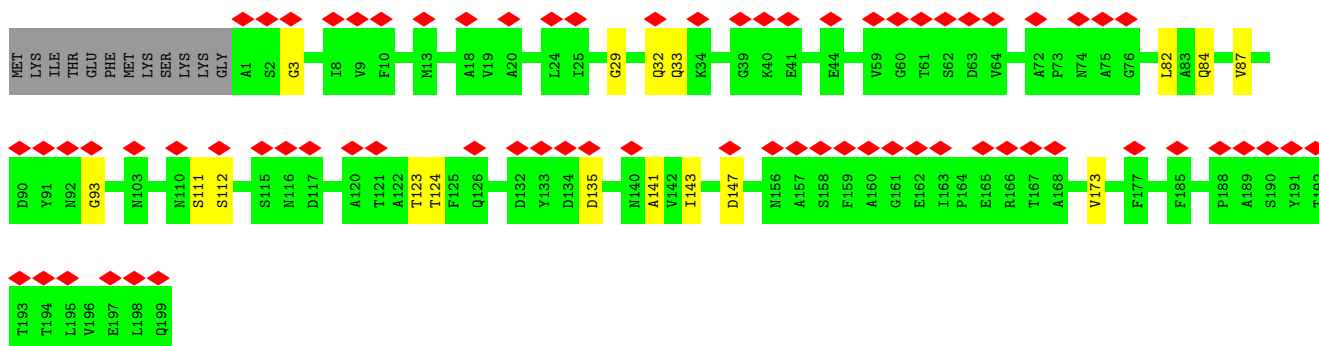 MET LYS ILE THR GLU PHE MET LYS SER LYS LYS GLY A1 S2 G3 I8 V9 F10 M13 A18 V19 A20 L24 I25 G29 Q32 Q33 K34 G39 K40 E41 E44 V59 G60 T61 S62 D63 V64 A72 P73 N74 A75 G76 L82 A83 Q84 V87
D90 Y91 N92 G93 N103 N110 S111 S112 S115 N116 D117 A120 T121 A122 T123 T124 F125 Q126 D132 Y133 D134 D135 N140 A141 V142 I143 D147 N156 A157 S158 F159 A160 G161 E162 I163 P164 E165 R166 T167 A168 V173 F177 F185 P188 A189 S190 Y191
T193 T194 L195 V196 E197 L198 Q199